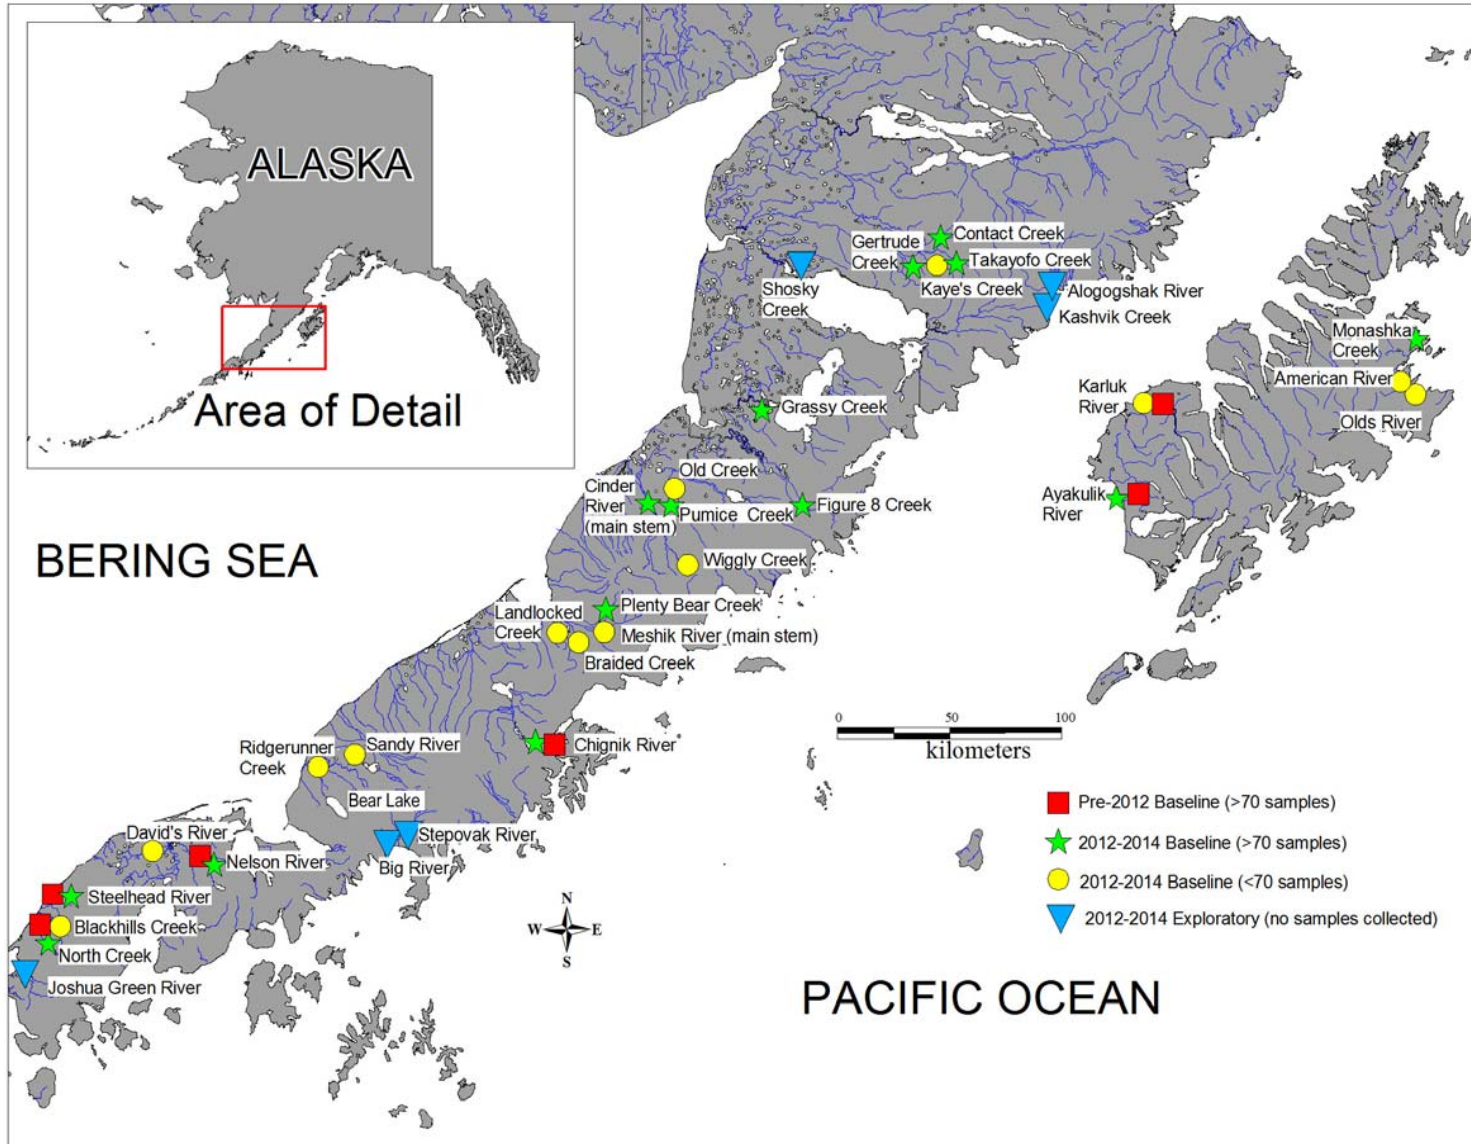 ALASKA
Area of Detail
BERING SEA
PACIFIC OCEAN
Gertrude
Creek
Contact Creek
Takayofo Creek
Kaye's Creek
Shosky
Creek
Alogogshak River
Kashvik Creek
Monashka
Creek
American River
Olds River
Karluk
River
Ayakulik
River
Grassy Creek
Old Creek
Cinder
River
(main stem)
Pumice Creek
Figure 8 Creek
Wiggly Creek
Plenty Bear Creek
Landlocked
Creek
Meshik River (main stem)
Braided Creek
Chignik River
Ridgerunner
Creek
Sandy River
Bear Lake
Stepovak River
Big River
David's River
Nelson River
Steelhead River
Blackhills Creek
North Creek
Joshua Green River
0 50 100
kilometers
N
W E
S
Pre-2012 Baseline (>70 samples)
2012-2014 Baseline (>70 samples)
2012-2014 Baseline (<70 samples)
2012-2014 Exploratory (no samples collected)